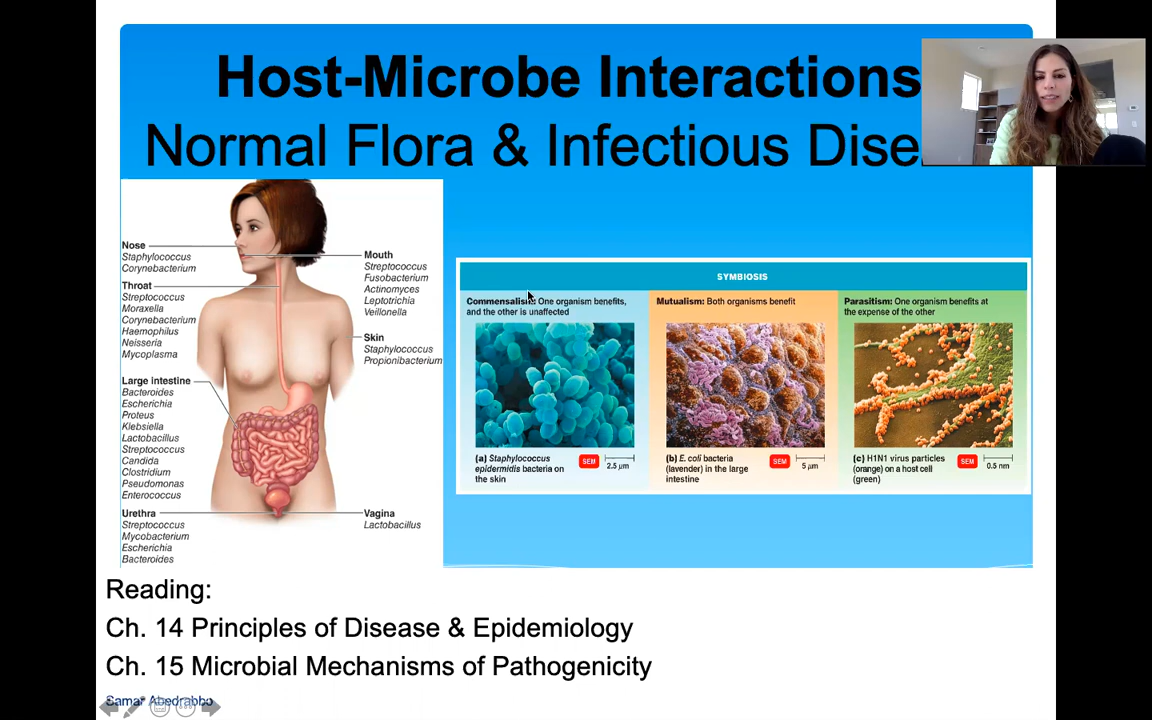 Host-Microbe Interactions
Normal Flora & Infectious Dise
Nose
Staphylococcus
Corynebacterium
Throat
Streptococcus
Moraxella
Corynebacterium
Haemophilus
Neisseria
Mycoplasma
Large intestine
Bacteroides
Escherichia
Proteus
Klebsiella
Lactobacillus
Streptococcus
Candida
Clostridium
Pseudomonas
Enterococcus
Urethra
Streptococcus
Mycobacterium
Escherichia
Bacteroides
Mouth
Streptococcus
Fusobacterium
Actinomyces
Leptotrichia
Veillonella
Skin
Staphylococcus
Propionibacterium
Vagina
Lactobacillus
SYMBIOSIS
Commensalism: One organism benefits,
and the other is unaffected
(a) Staphylococcus
epidermidis bacteria on
the skin
SEM
2.5 µm
Mutualism: Both organisms benefit
(b) E. coli bacteria
(lavender) in the large
intestine
SEM
5 µm
Parasitism: One organism benefits at
the expense of the other
(c) H1N1 virus particles
(orange) on a host cell
(green)
SEM
0.5 nm
Reading:
Ch. 14 Principles of Disease & Epidemiology
Ch. 15 Microbial Mechanisms of Pathogenicity
Samar Abedrabbo